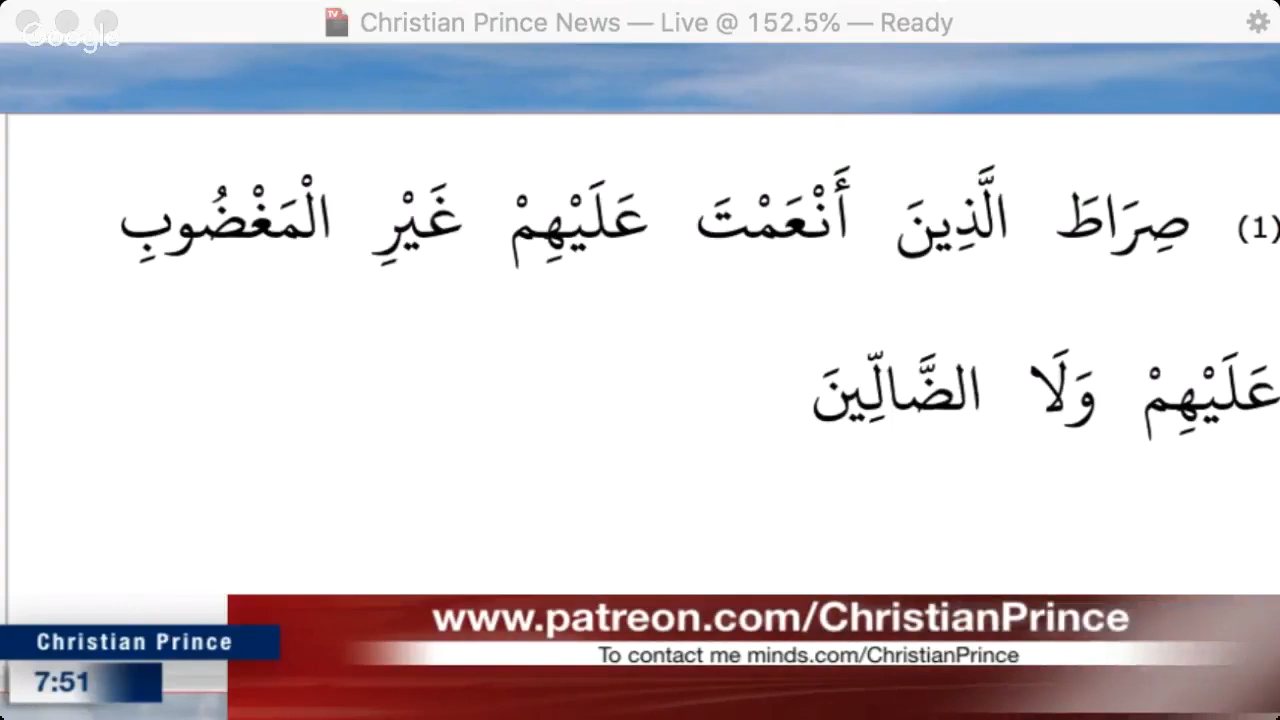 Christian Prince News — Live @ 152.5% — Ready
Google
(1) صِرَاطَ الَّذِينَ أَنْعَمْتَ عَلَيْهِمْ غَيْرِ الْمَغْضُوبِ
عَلَيْهِمْ وَلَا الضَّالِّينَ
www.patreon.com/ChristianPrince
Christian Prince
To contact me minds.com/ChristianPrince
7:51